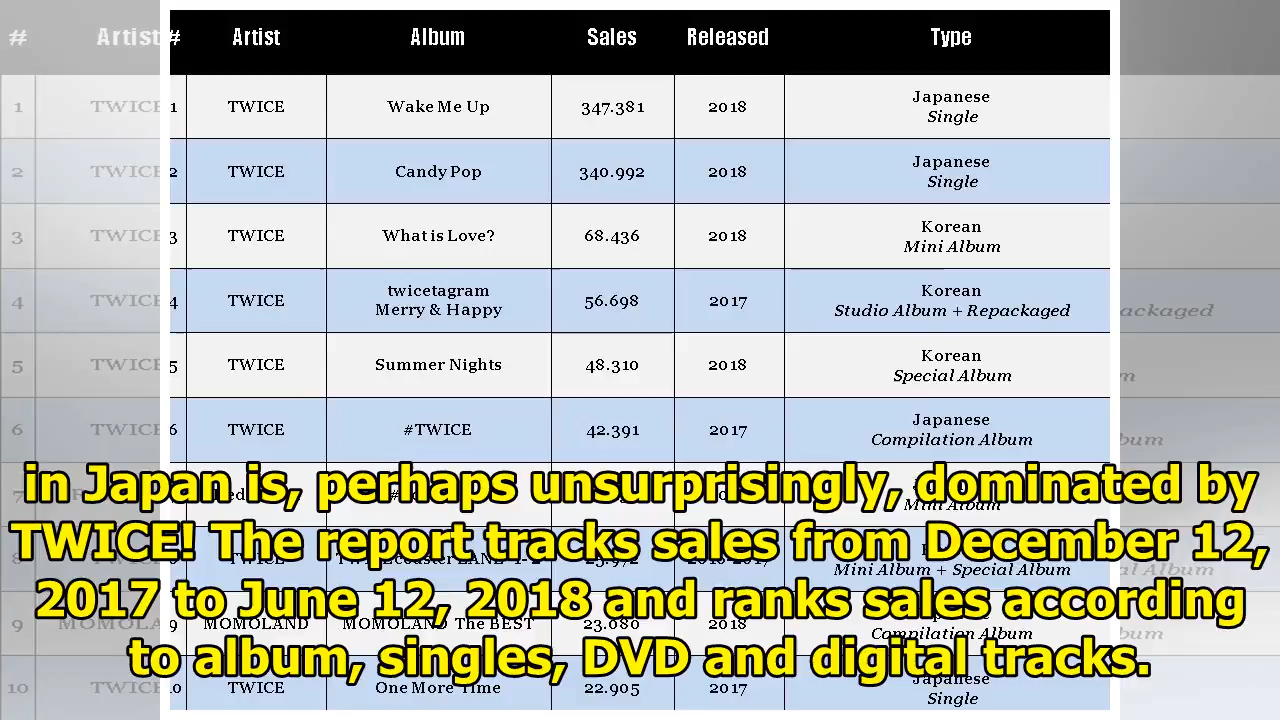 # Artist Album Sales Released Type
1 TWICE Wake Me Up 347.381 2018 Japanese
Single
2 TWICE Candy Pop 340.992 2018 Japanese
Single
3 TWICE What is Love? 68.436 2018 Korean
Mini Album
4 TWICE twicetagram
Merry & Happy 56.698 2017 Korean
Studio Album + Repackaged
5 TWICE Summer Nights 48.310 2018 Korean
Special Album
6 TWICE #TWICE 42.391 2017 Japanese
Compilation Album
Mini Album
TWICE
Mini Album + Special Album
9 MOMOLAND MOMOLAND The BEST 23.080 2018
Compilation Album
10 TWICE One More Time 22.905 2017 Japanese
Single
in Japan is, perhaps unsurprisingly, dominated by
TWICE! The report tracks sales from December 12,
2017 to June 12, 2018 and ranks sales according
to album, singles, DVD and digital tracks.